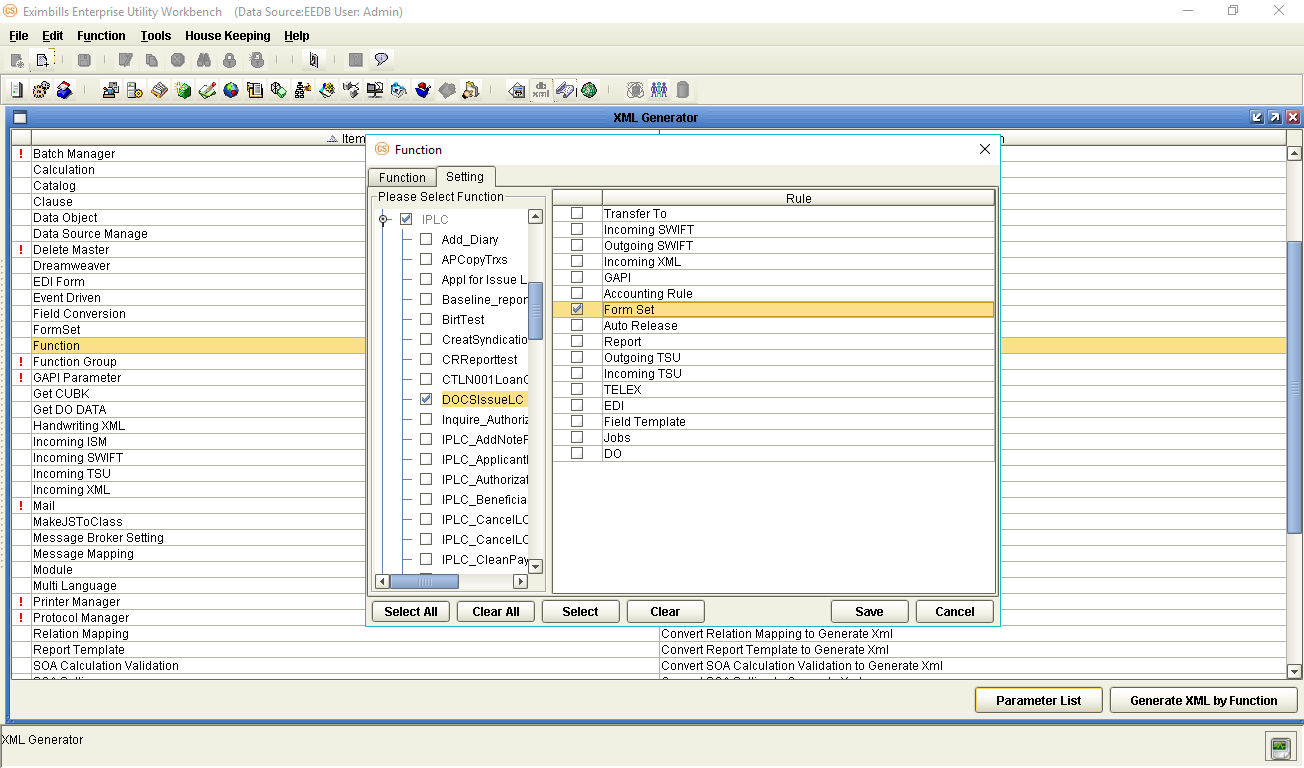 Eximbills Enterprise Utility Workbench (Data Source:EEDB User: Admin)
File Edit Function Tools House Keeping Help
XML Generator
Item
! Batch Manager
Calculation
Catalog
Clause
Data Object
Data Source Manage
! Delete Master
Dreamweaver
EDI Form
Event Driven
Field Conversion
FormSet
Function
! Function Group
! GAPI Parameter
Get CUBK
Get DO DATA
Handwriting XML
Incoming ISM
Incoming SWIFT
Incoming TSU
Incoming XML
! Mail
MakeJSToClass
Message Broker Setting
Message Mapping
Module
Multi Language
! Printer Manager
! Protocol Manager
Relation Mapping Convert Relation Mapping to Generate Xml
Report Template Convert Report Template to Generate Xml
SOA Calculation Validation Convert SOA Calculation Validation to Generate Xml
CS Function
Function Setting
Please Select Function
IPLC
Add_Diary
APCopyTrxs
Appl for Issue L
Baseline_repor
BirtTest
CreatSyndicatio
CRReporttest
CTLN001LoanC
DOCSIssueLC
Inquire_Authoriz
IPLC_AddNoteF
IPLC_Applicant
IPLC_Authorizat
IPLC_Beneficia
IPLC_CancelLC
IPLC_CancelLC
IPLC_CleanPay
Rule
Transfer To
Incoming SWIFT
Outgoing SWIFT
Incoming XML
GAPI
Accounting Rule
Form Set
Auto Release
Report
Outgoing TSU
Incoming TSU
TELEX
EDI
Field Template
Jobs
DO
Select All Clear All Select Clear Save Cancel
Parameter List Generate XML by Function
XML Generator